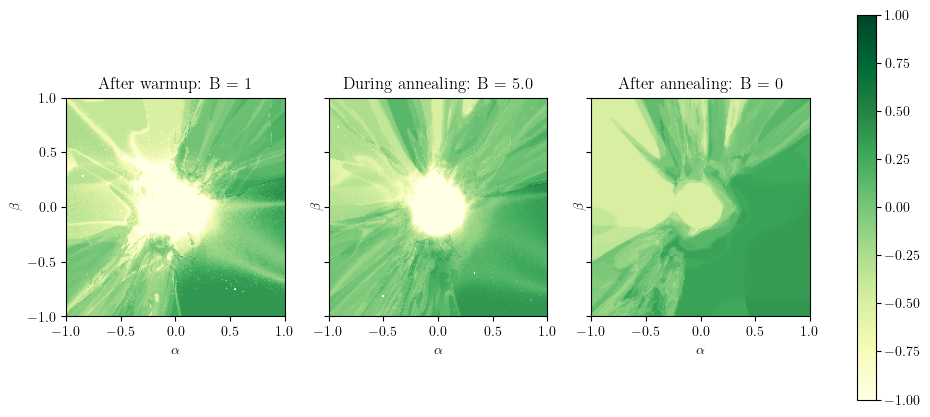 After warmup: B = 1
During annealing: B = 5.0
After annealing: B = 0
1.0
0.5
0.0
−0.5
−1.0
β
β
β
−1.0 −0.5 0.0 0.5 1.0
−1.0 −0.5 0.0 0.5 1.0
−1.0 −0.5 0.0 0.5 1.0
α
α
α
1.00
0.75
0.50
0.25
0.00
−0.25
−0.50
−0.75
−1.00